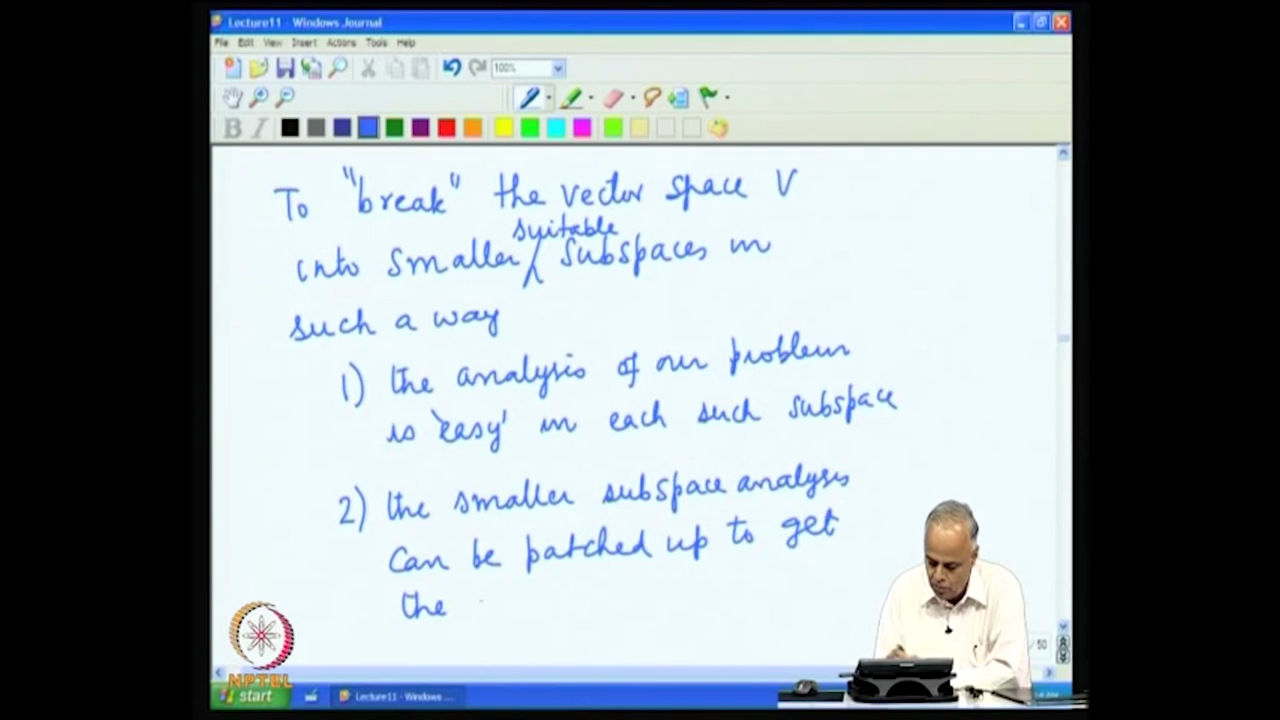 Lecture11 - Windows Journal
File Edit View Insert Actions Tools Help
100%
B I
To "break" the vector space V
suitable
into smaller subspaces in
such a way
1) the analysis of our problem
is 'easy' in each such subspace
2) the smaller subspace analysis
can be patched up to get
the
/ 50
NPTEL
start Lecture11 - Windows ...